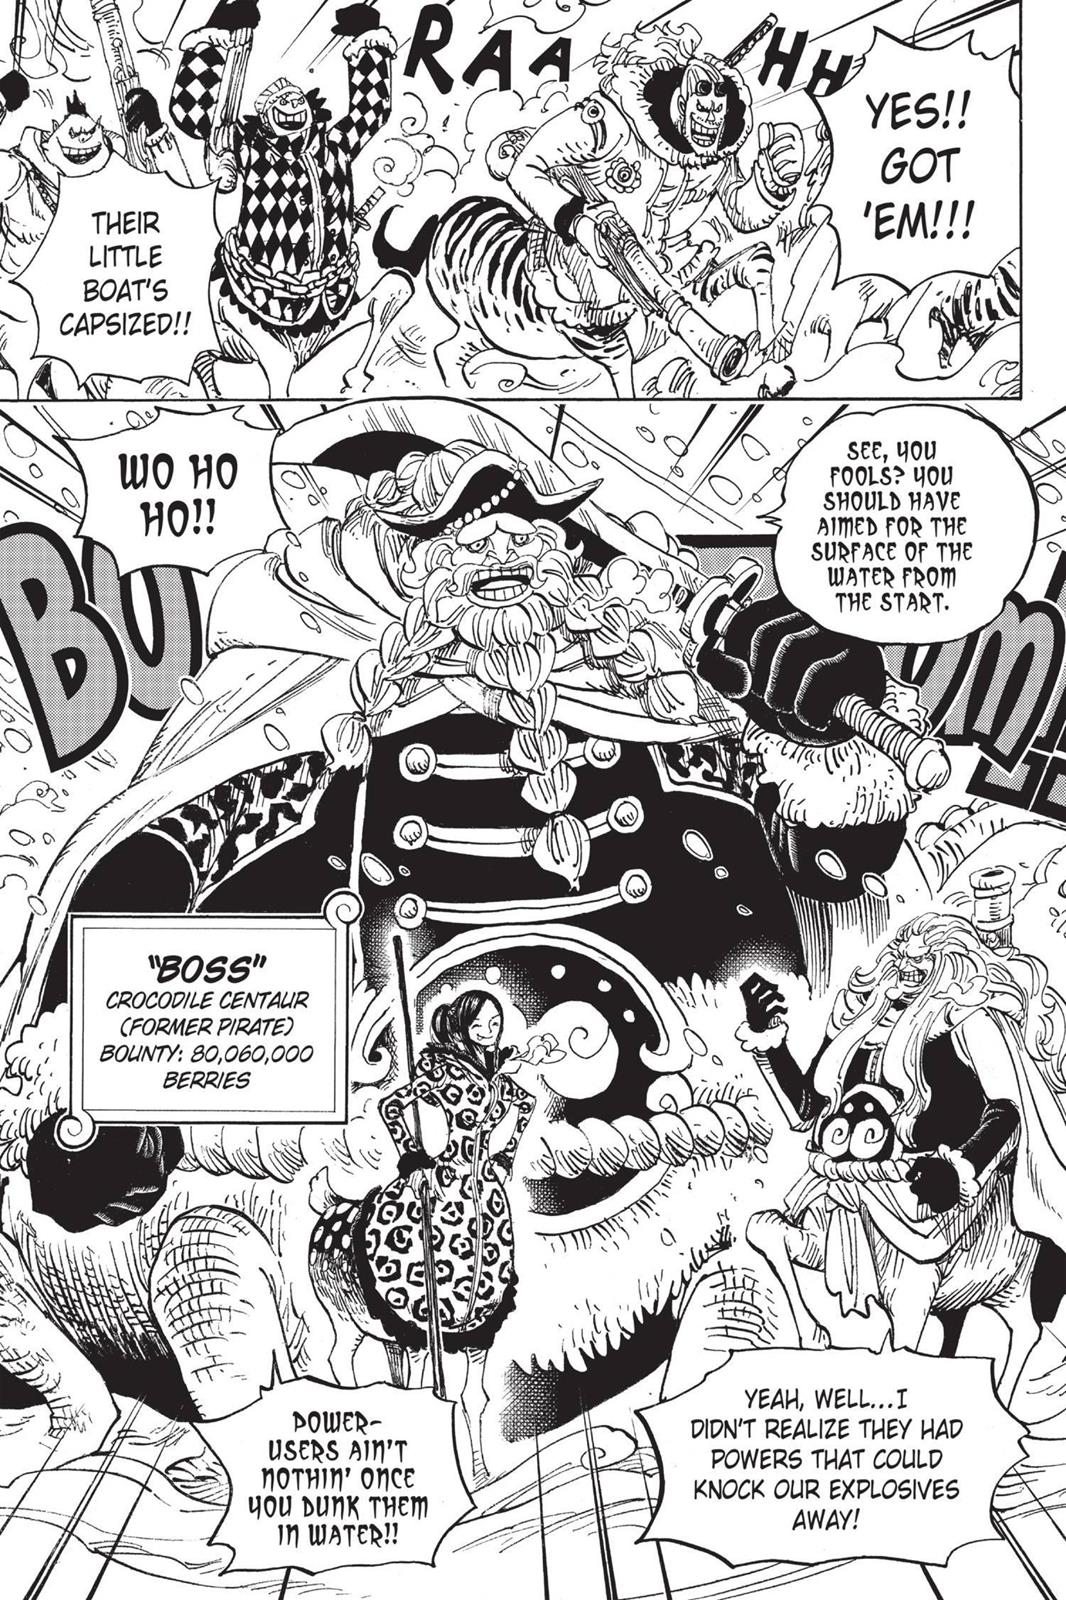 RAA HH
YES!!
GOT
'EM!!!
THEIR
LITTLE
BOAT'S
CAPSIZED!!
SEE, YOU
FOOLS? YOU
SHOULD HAVE
AIMED FOR THE
SURFACE OF THE
WATER FROM
THE START.
WO HO
HO!!
"BOSS"
CROCODILE CENTAUR
(FORMER PIRATE)
BOUNTY: 80,060,000
BERRIES
YEAH, WELL...I
DIDN'T REALIZE THEY HAD
POWERS THAT COULD
KNOCK OUR EXPLOSIVES
AWAY!
POWER-
USERS AIN'T
NOTHIN' ONCE
YOU DUNK THEM
IN WATER!!